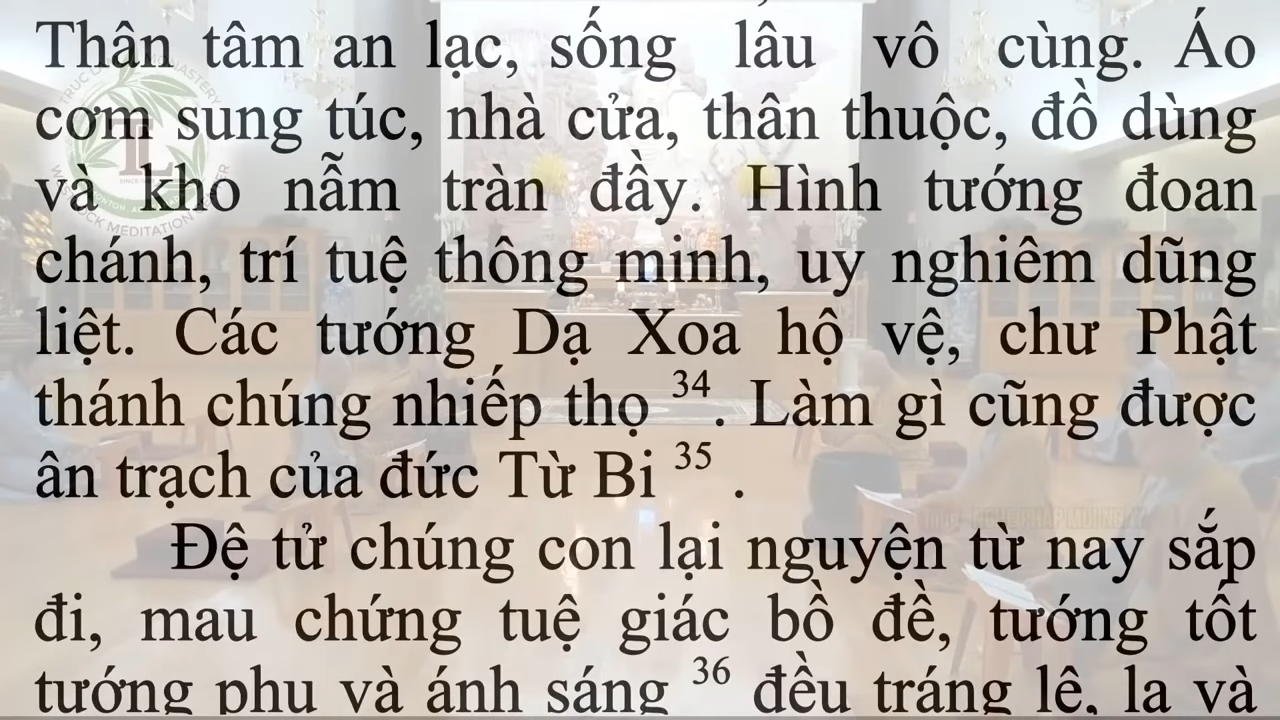 Thân tâm an lạc, sống lâu vô cùng. Áo
cơm sung túc, nhà cửa, thân thuộc, đồ dùng
và kho nẫm tràn đầy. Hình tướng đoan
chánh, trí tuệ thông minh, uy nghiêm dũng
liệt. Các tướng Dạ Xoa hộ vệ, chư Phật
thánh chúng nhiếp thọ 34. Làm gì cũng được
ân trạch của đức Từ Bi 35 .
Đệ tử chúng con lại nguyện từ nay sắp
đi, mau chứng tuệ giác bồ đề, tướng tốt
tướng phụ và ánh sáng 36 đều tráng lệ, lạ và